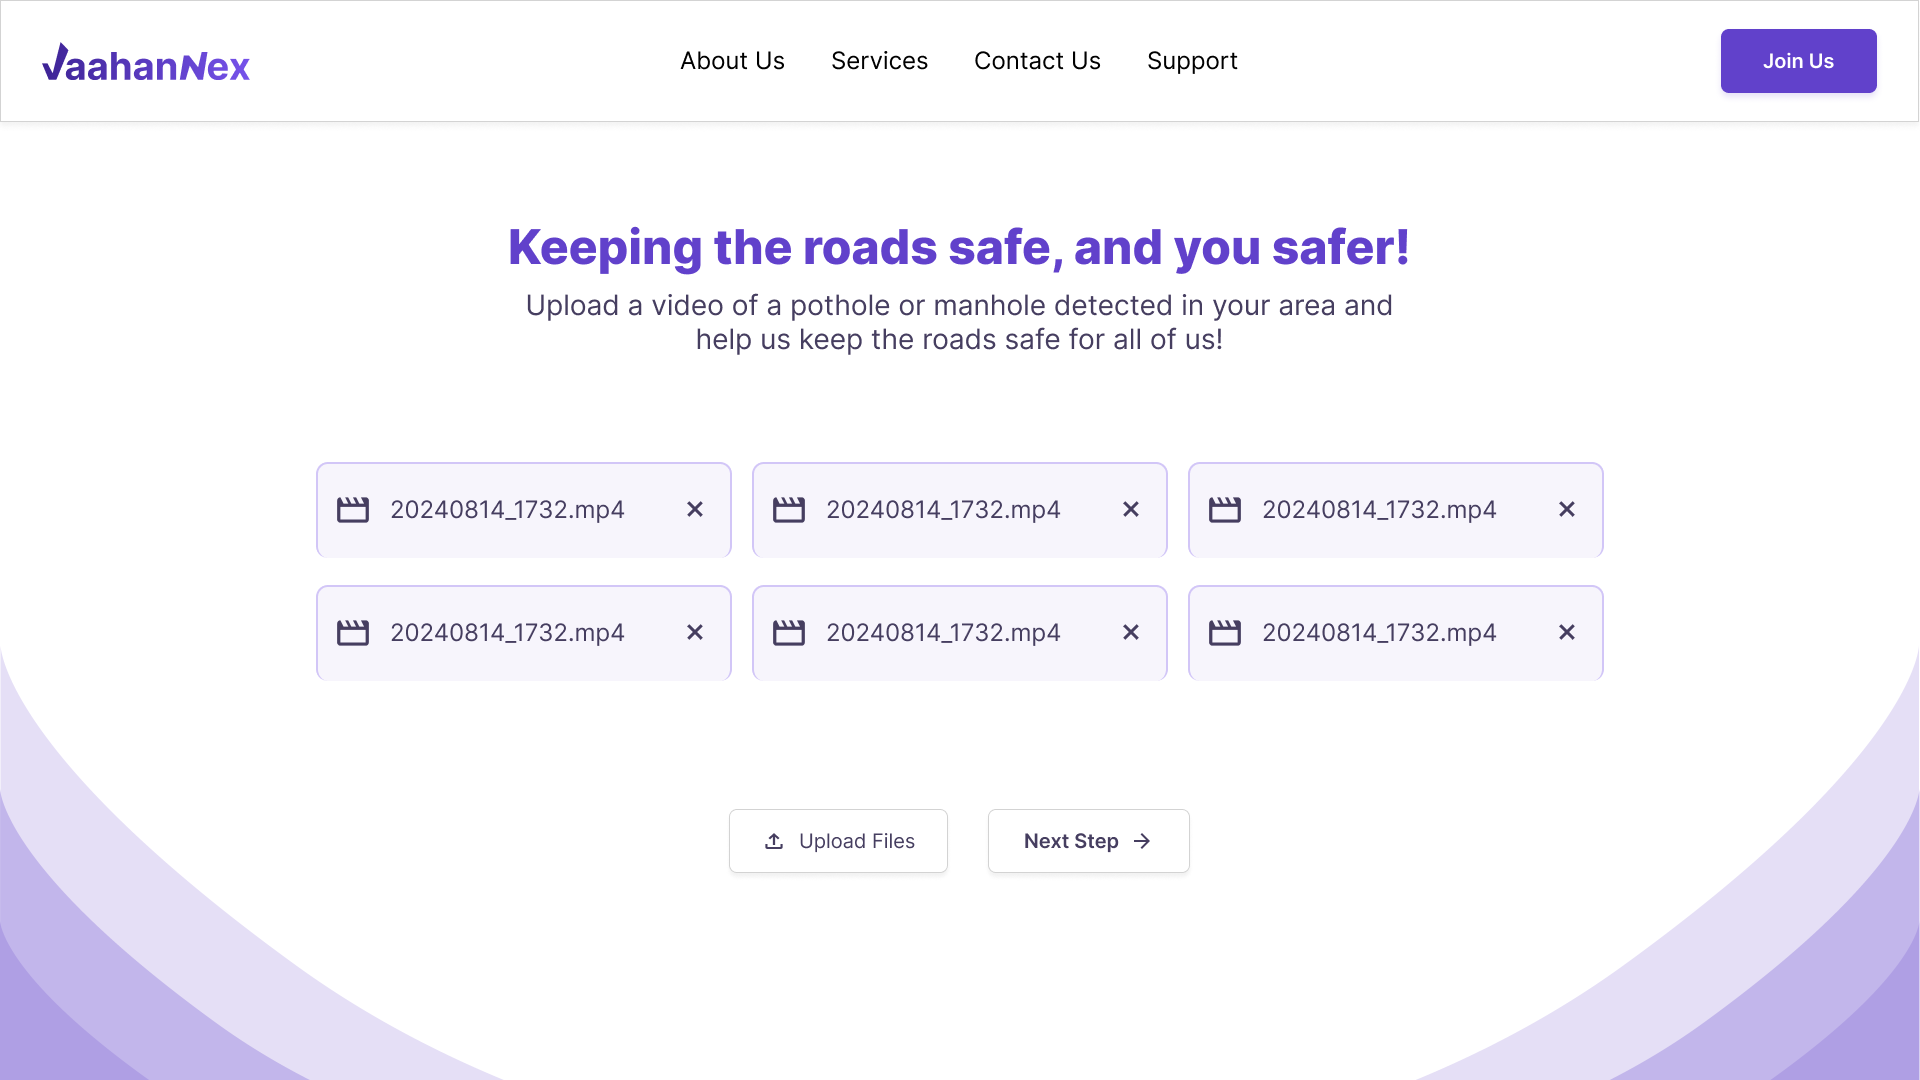 VaahanNex
About Us Services Contact Us Support
Join Us
Keeping the roads safe, and you safer!
Upload a video of a pothole or manhole detected in your area and
help us keep the roads safe for all of us!
20240814_1732.mp4
20240814_1732.mp4
20240814_1732.mp4
20240814_1732.mp4
20240814_1732.mp4
20240814_1732.mp4
Upload Files
Next Step